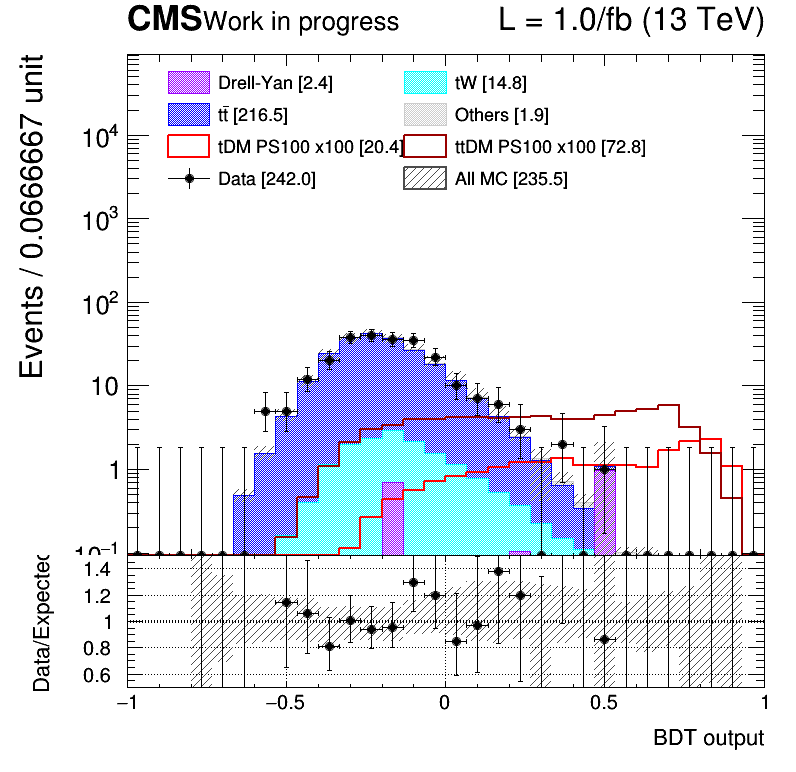 CMS Work in progress L = 1.0/fb (13 TeV)
Events / 0.0666667 unit
Drell-Yan [2.4] tW [14.8]
tt̄ [216.5] Others [1.9]
tDM PS100 x100 [20.4] ttDM PS100 x100 [72.8]
Data [242.0] All MC [235.5]
10⁴
10³
10²
10
1
10⁻¹
Data/Expected
1.4
1.2
1
0.8
0.6
−1 −0.5 0 0.5 1
BDT output